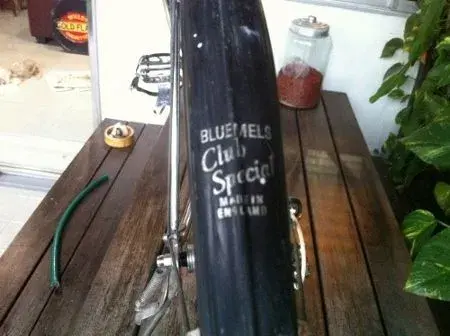 BLUEMELS
Club
Special
MADE IN
ENGLAND